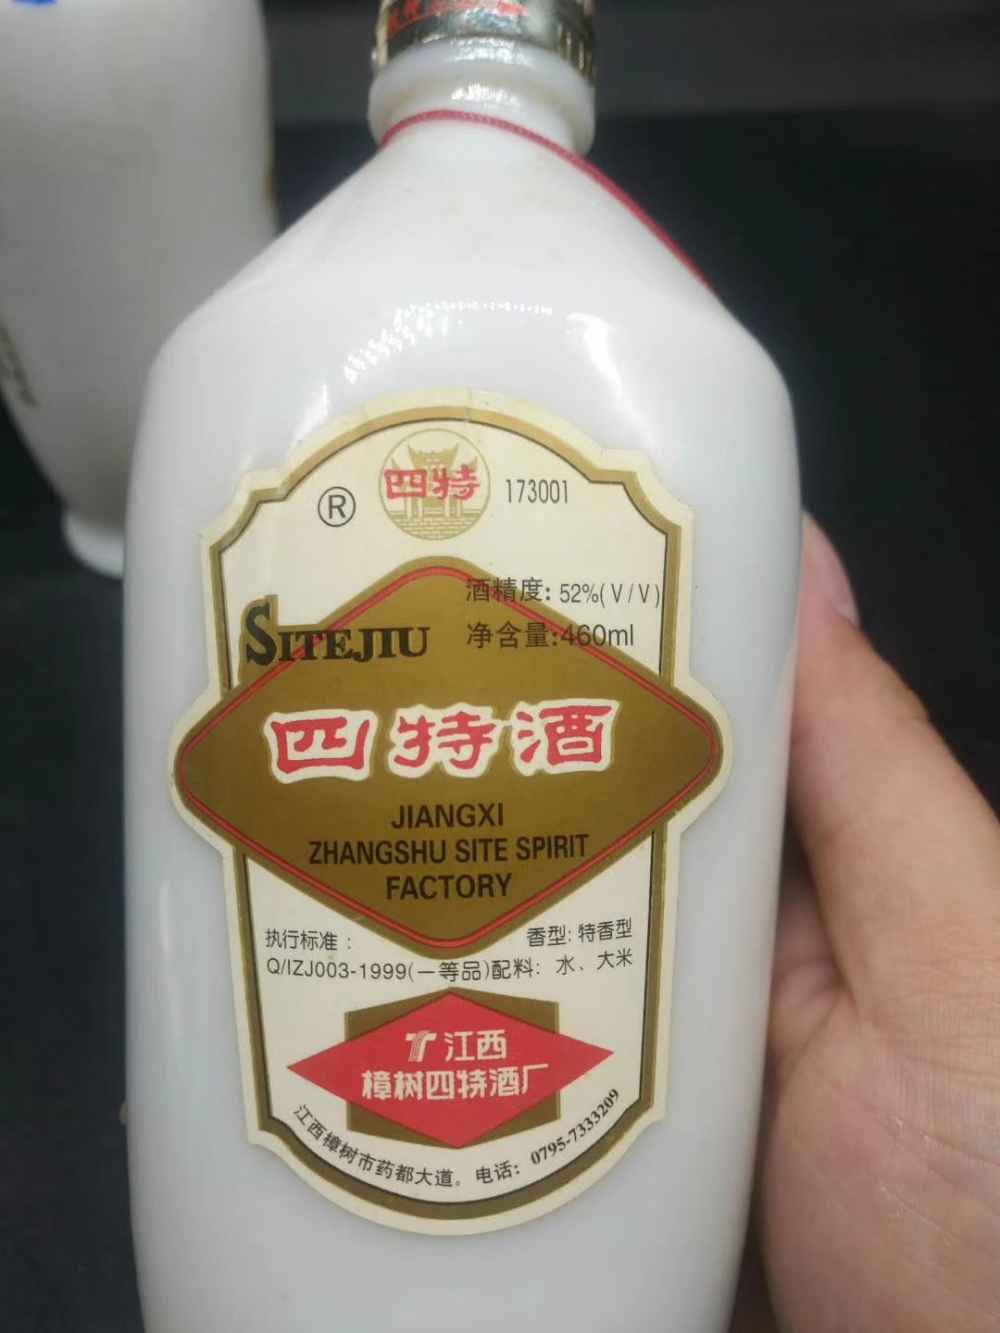 四特
®
173001
酒精度: 52%(V/V)
净含量:460ml
SITEJIU
四特酒
JIANGXI
ZHANGSHU SITE SPIRIT
FACTORY
执行标准：
香型: 特香型
Q/IZJ003-1999(一等品)配料: 水、大米
江西
樟树四特酒厂
江西樟树市药都大道。电话: 0795-7333209